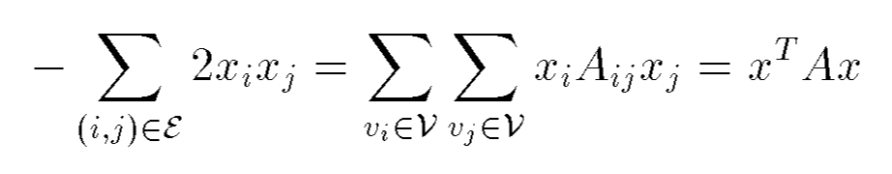 $$-\sum_{(i,j)\in\mathcal{E}} 2x_i x_j = \sum_{v_i\in\mathcal{V}} \sum_{v_j\in\mathcal{V}} x_i A_{ij} x_j = x^T A x$$